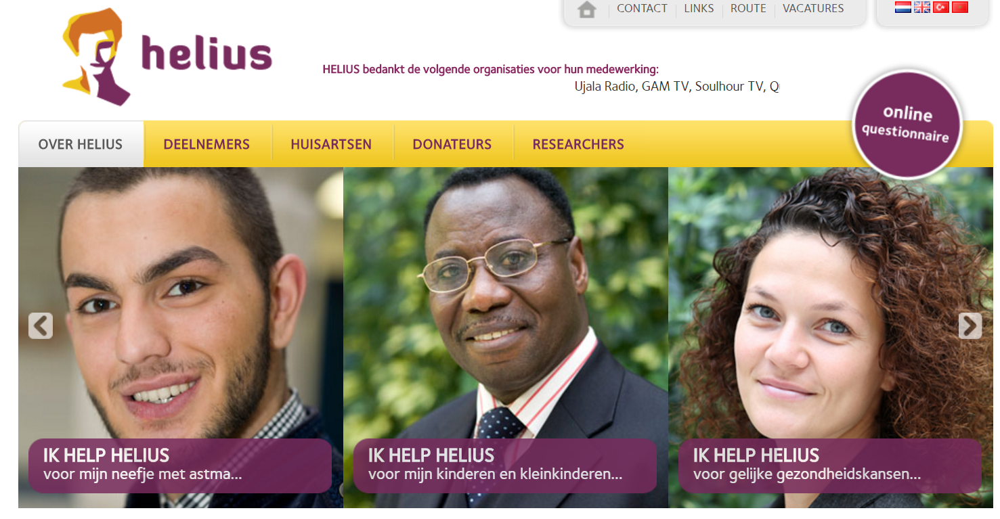 helius
CONTACT LINKS ROUTE VACATURES
HELIUS bedankt de volgende organisaties voor hun medewerking:
Ujala Radio, GAM TV, Soulhour TV,
online
questionnaire
OVER HELIUS DEELNEMERS HUISARTSEN DONATEURS RESEARCHERS
IK HELP HELIUS
voor mijn neefje met astma...
IK HELP HELIUS
voor mijn kinderen en kleinkinderen...
IK HELP HELIUS
voor gelijke gezondheidskansen...